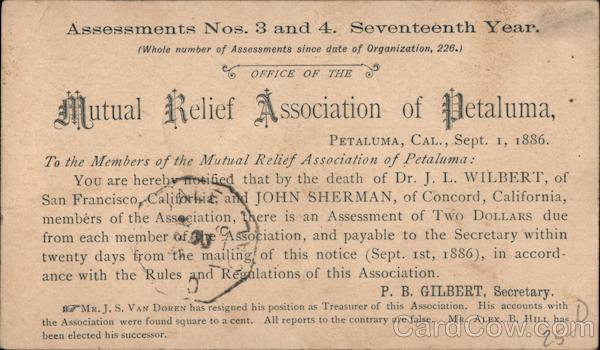 Assessments Nos. 3 and 4. Seventeenth Year.
(Whole number of Assessments since date of Organization, 226.)
OFFICE OF THE
Mutual Relief Association of Petaluma,
PETALUMA, CAL., Sept. 1, 1886.
To the Members of the Mutual Relief Association of Petaluma:
YOU are hereby notified that by the death of Dr. J. L. WILBERT, of
San Francisco, California, and JOHN SHERMAN, of Concord, California,
members of the Association, there is an Assessment of TWO DOLLARS due
from each member of the Association, and payable to the Secretary within
twenty days from the mailing of this notice (Sept. 1st, 1886), in accord-
ance with the Rules and Regulations of this Association.
P. B. GILBERT, Secretary.
☞MR. J. S. VAN DOREN has resigned his position as Treasurer of this Association. His accounts with
the Association were found square to a cent. All reports to the contrary are false. MR. ALEX. B. HILL has
been elected his successor.
CardCow.com